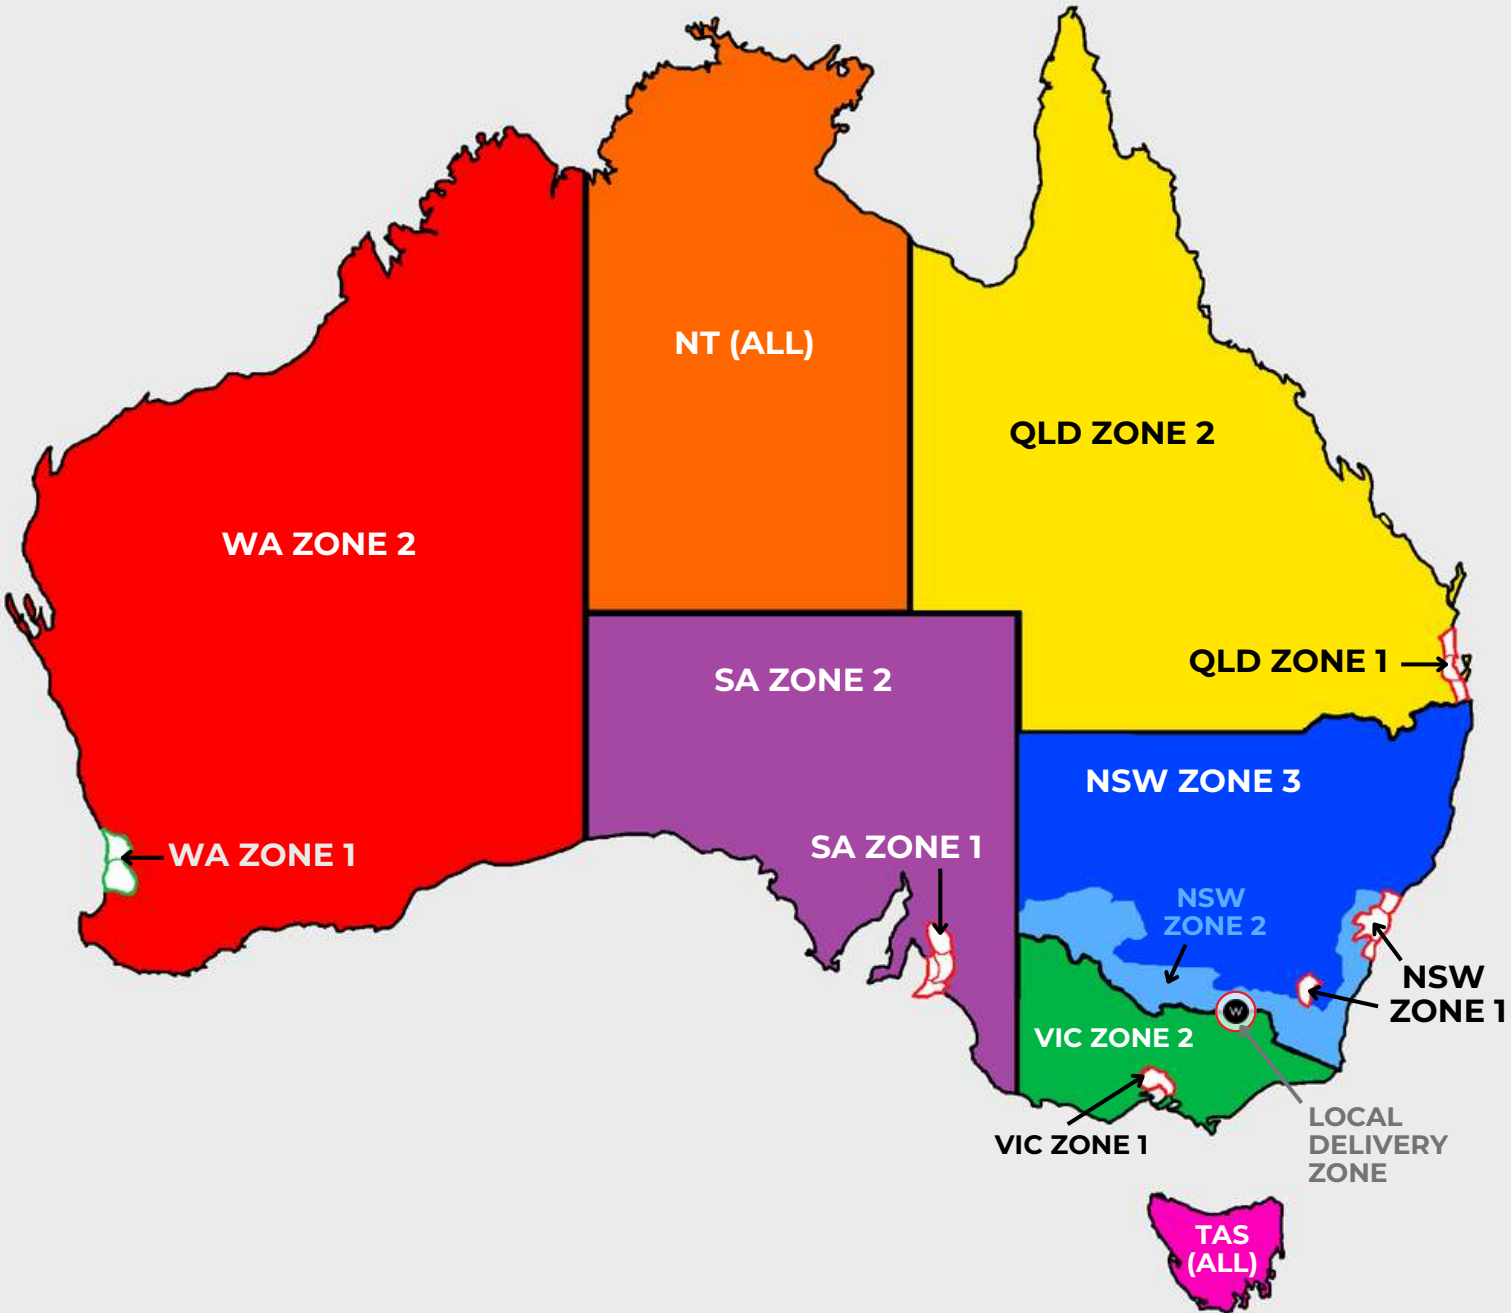 NT (ALL)
QLD ZONE 2
WA ZONE 2
QLD ZONE 1
SA ZONE 2
NSW ZONE 3
SA ZONE 1
WA ZONE 1
NSW
ZONE 2
NSW
ZONE 1
W
VIC ZONE 2
LOCAL
DELIVERY
ZONE
VIC ZONE 1
TAS
(ALL)